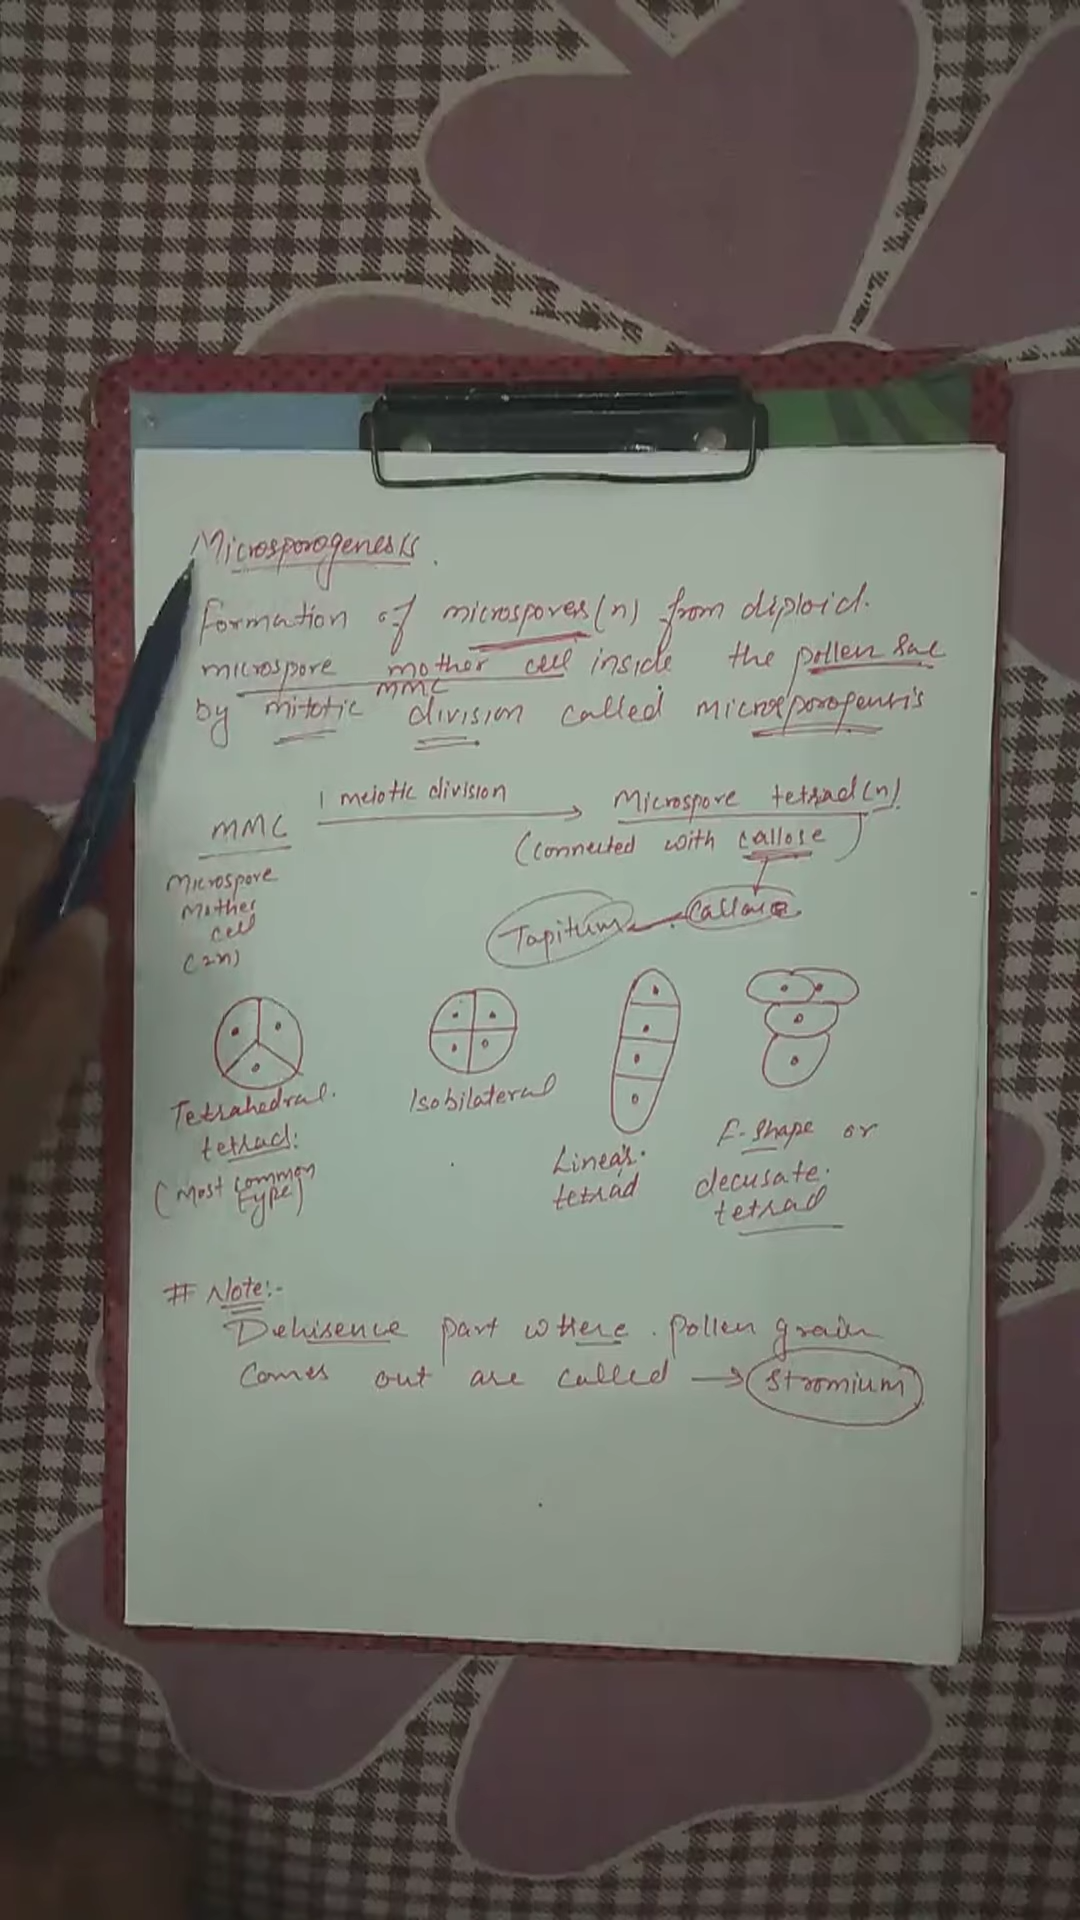 Microsporogenesis.
Formation of microspores (n) from diploid.
microspore mother cell inside the pollen sac
MMC
by mitotic division called microsporogenesis
MMC 1 meiotic division → Microspore tetrad (n).
(connected with callose)
Microspore
Mother
cell
(2n)
Tapitum callose
Tetrahedral.
tetrad:
(Most common
type)
Isobilateral
Linear.
tetrad
F-shape or
decusate.
tetrad
# Note:-
Dehisence part where. pollen grain
comes out are called → stromium